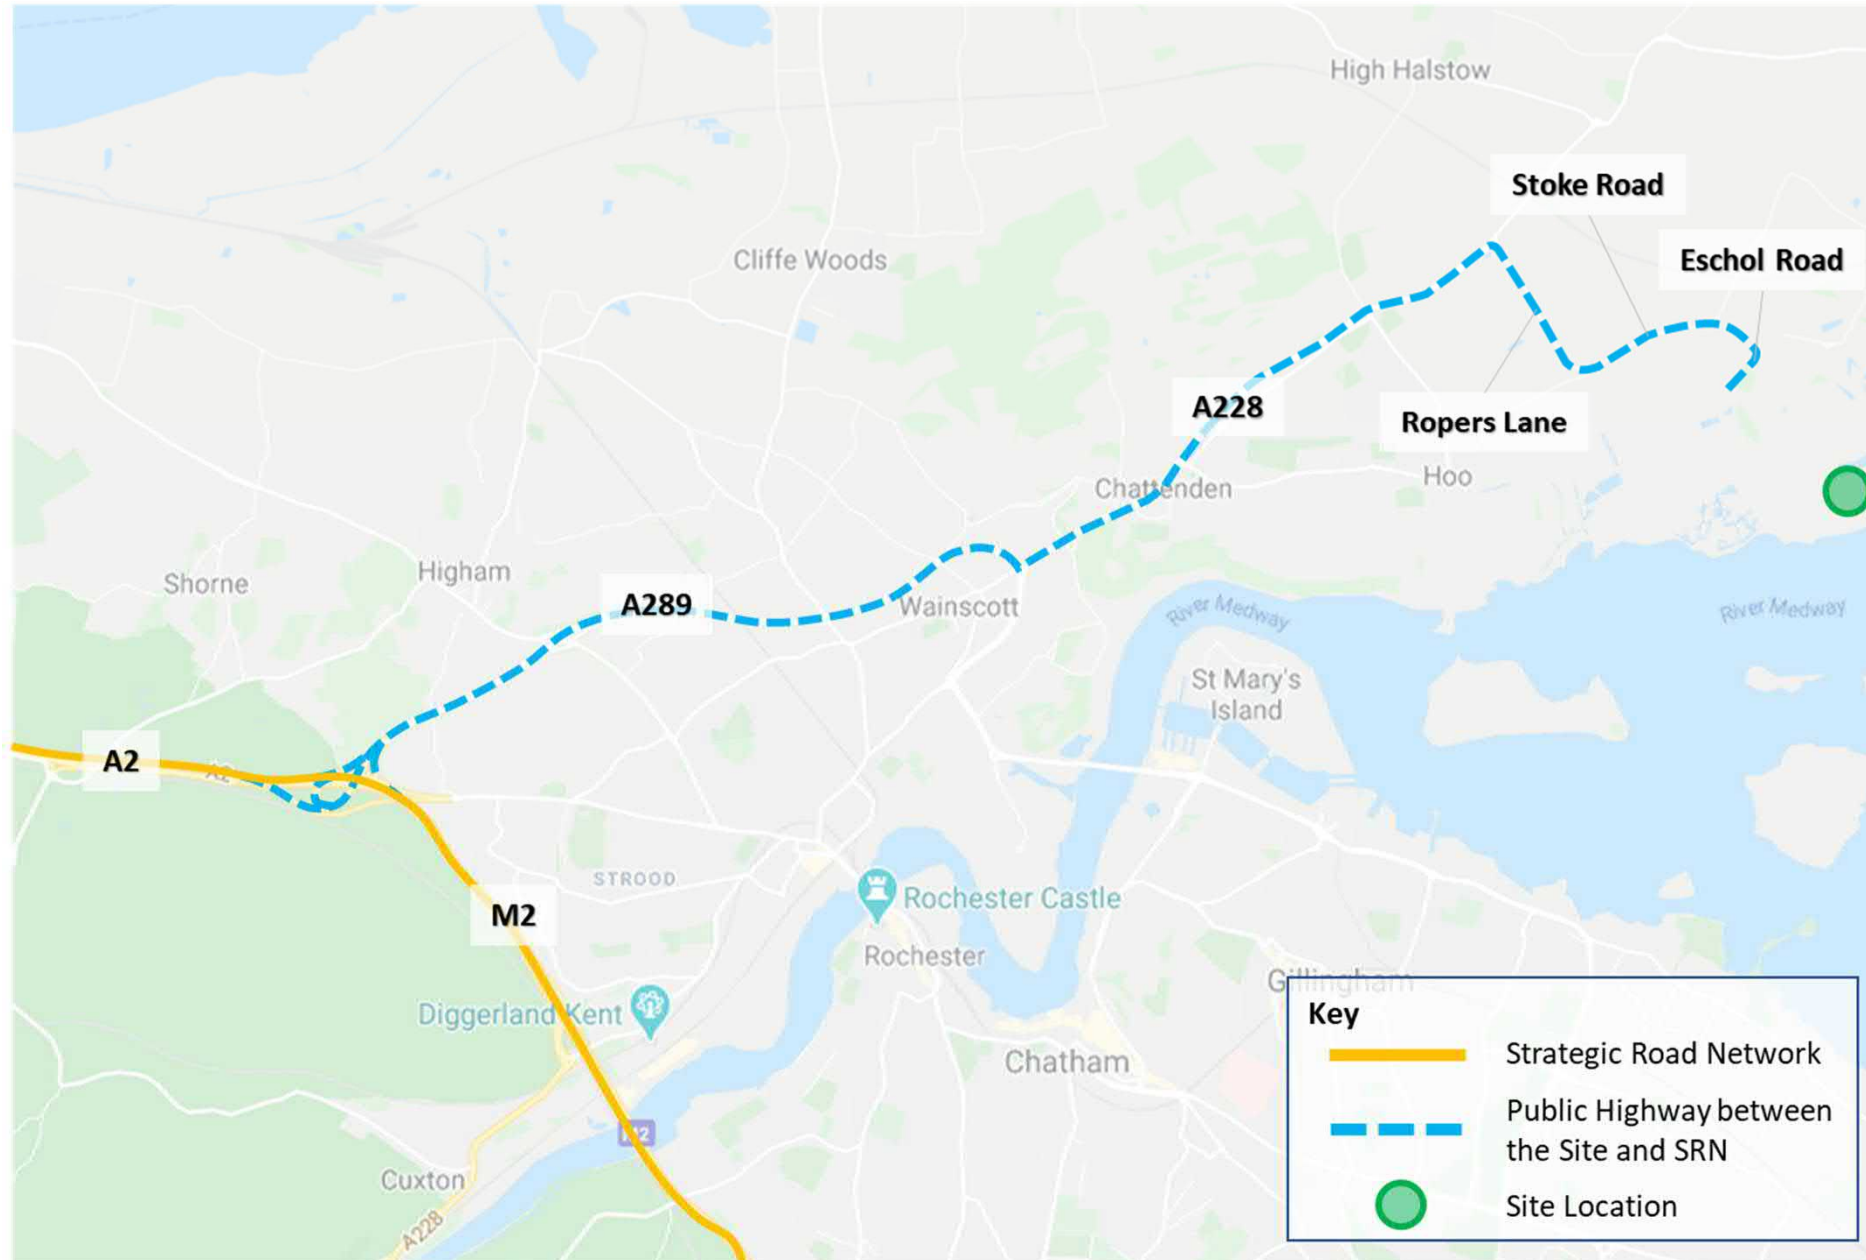 High Halstow
Stoke Road
Cliffe Woods
Eschol Road
A228
Ropers Lane
Hoo
Chattenden
Shorne
Higham
A289
Wainscott
River Medway
River Medway
St Mary's
Island
A2
A2
STROOD
Rochester Castle
M2
Rochester
Gillingham
Diggerland Kent
Chatham
M2
Cuxton
A228
Key
Strategic Road Network
Public Highway between
the Site and SRN
Site Location